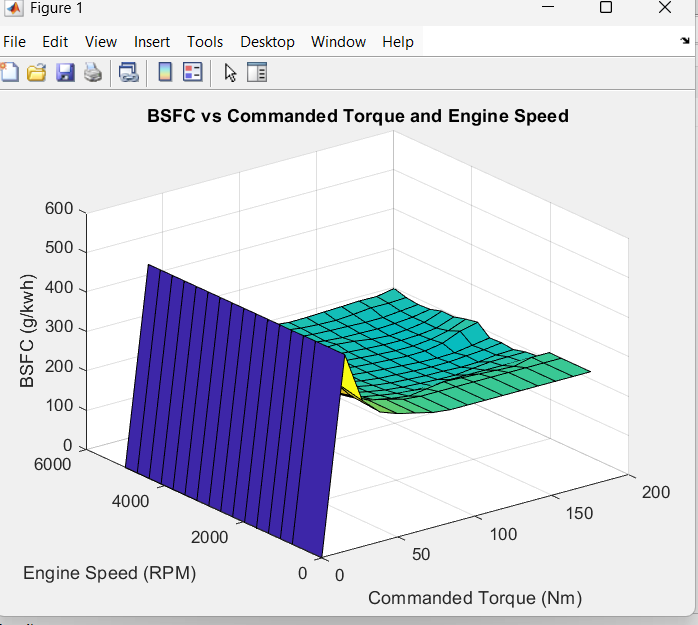 Figure 1
File Edit View Insert Tools Desktop Window Help
BSFC vs Commanded Torque and Engine Speed
600
500
400
300
200
100
0
BSFC (g/kwh)
6000
4000
2000
0
Engine Speed (RPM)
0
50
100
150
200
Commanded Torque (Nm)